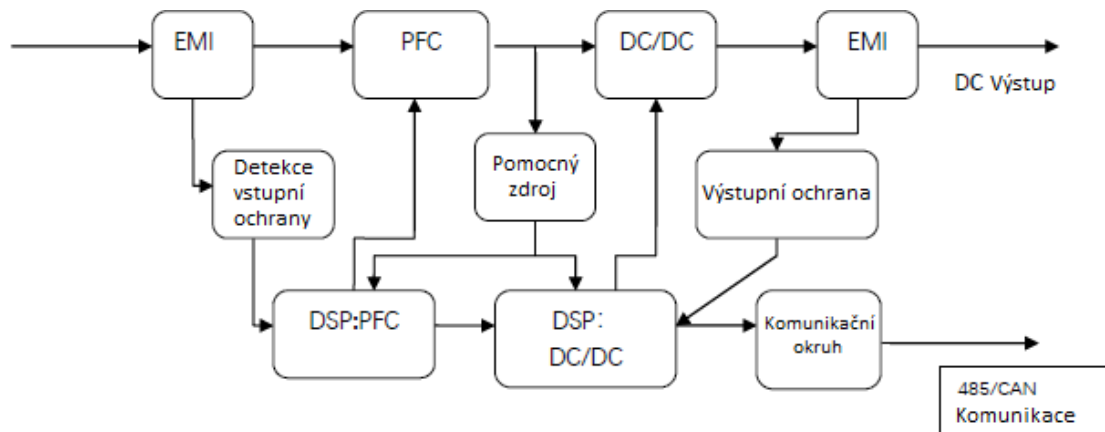 EMI
PFC
DC/DC
EMI
DC Výstup
Detekce
vstupní
ochrany
Pomocný
zdroj
Výstupní ochrana
DSP:PFC
DSP:
DC/DC
Komunikační
okruh
485/CAN
Komunikace